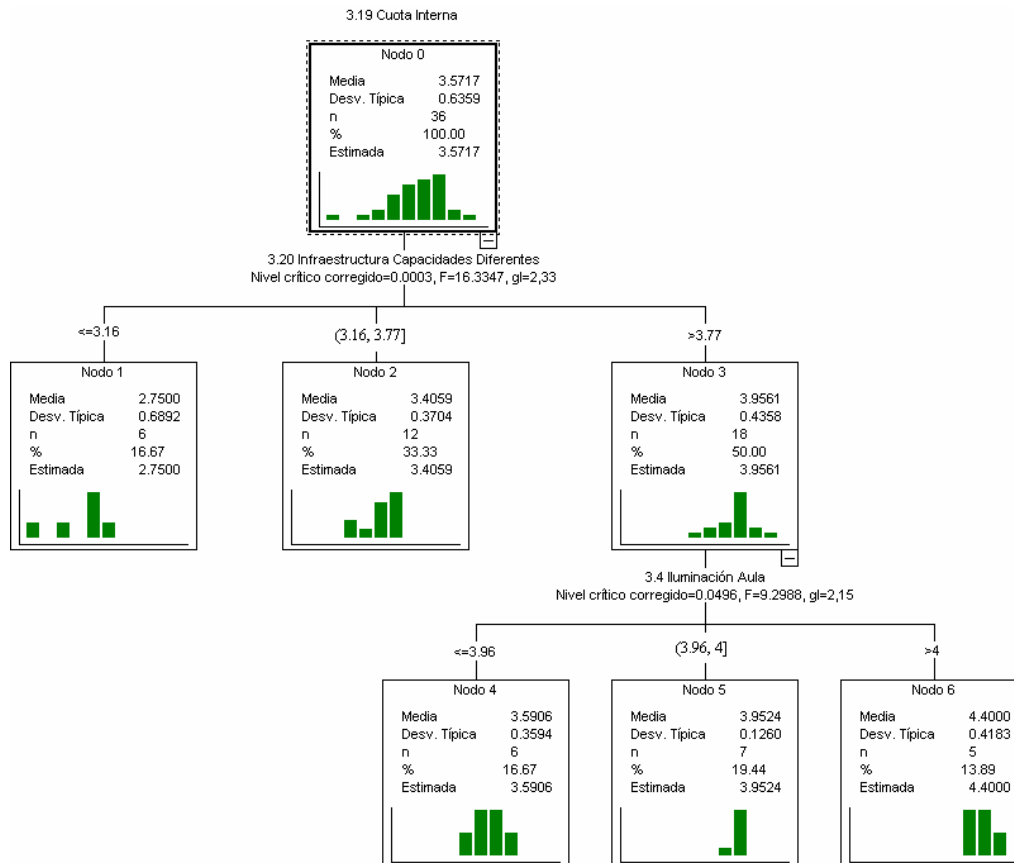 3.19 Cuota Interna
Nodo 0
Media 3.5717
Desv. Típica 0.6359
n 36
% 100.00
Estimada 3.5717
3.20 Infraestructura Capacidades Diferentes
Nivel crítico corregido=0.0003, F=16.3347, gl=2,33
<=3.16
(3.16, 3.77]
>3.77
Nodo 1
Media 2.7500
Desv. Típica 0.6892
n 6
% 16.67
Estimada 2.7500
Nodo 2
Media 3.4059
Desv. Típica 0.3704
n 12
% 33.33
Estimada 3.4059
Nodo 3
Media 3.9561
Desv. Típica 0.4358
n 18
% 50.00
Estimada 3.9561
3.4 Iluminación Aula
Nivel crítico corregido=0.0496, F=9.2988, gl=2,15
<=3.96
(3.96, 4]
>4
Nodo 4
Media 3.5906
Desv. Típica 0.3594
n 6
% 16.67
Estimada 3.5906
Nodo 5
Media 3.9524
Desv. Típica 0.1260
n 7
% 19.44
Estimada 3.9524
Nodo 6
Media 4.4000
Desv. Típica 0.4183
n 5
% 13.89
Estimada 4.4000